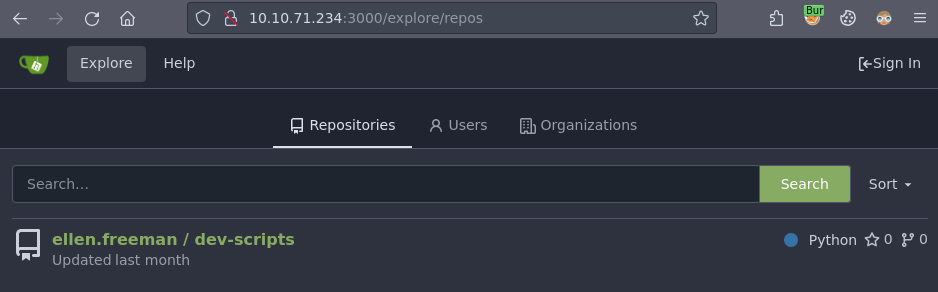 10.10.71.234:3000/explore/repos
Bur
Explore Help Sign In
Repositories Users Organizations
Search... Search Sort
ellen.freeman / dev-scripts Python 0 0
Updated last month